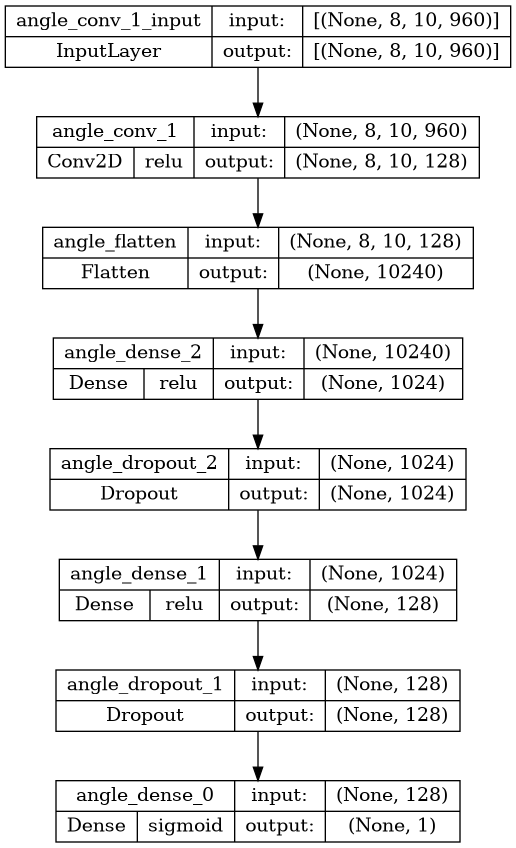 angle_conv_1_input input: [(None, 8, 10, 960)]
InputLayer output: [(None, 8, 10, 960)]
angle_conv_1 input: (None, 8, 10, 960)
Conv2D relu output: (None, 8, 10, 128)
angle_flatten input: (None, 8, 10, 128)
Flatten output: (None, 10240)
angle_dense_2 input: (None, 10240)
Dense relu output: (None, 1024)
angle_dropout_2 input: (None, 1024)
Dropout output: (None, 1024)
angle_dense_1 input: (None, 1024)
Dense relu output: (None, 128)
angle_dropout_1 input: (None, 128)
Dropout output: (None, 128)
angle_dense_0 input: (None, 128)
Dense sigmoid output: (None, 1)